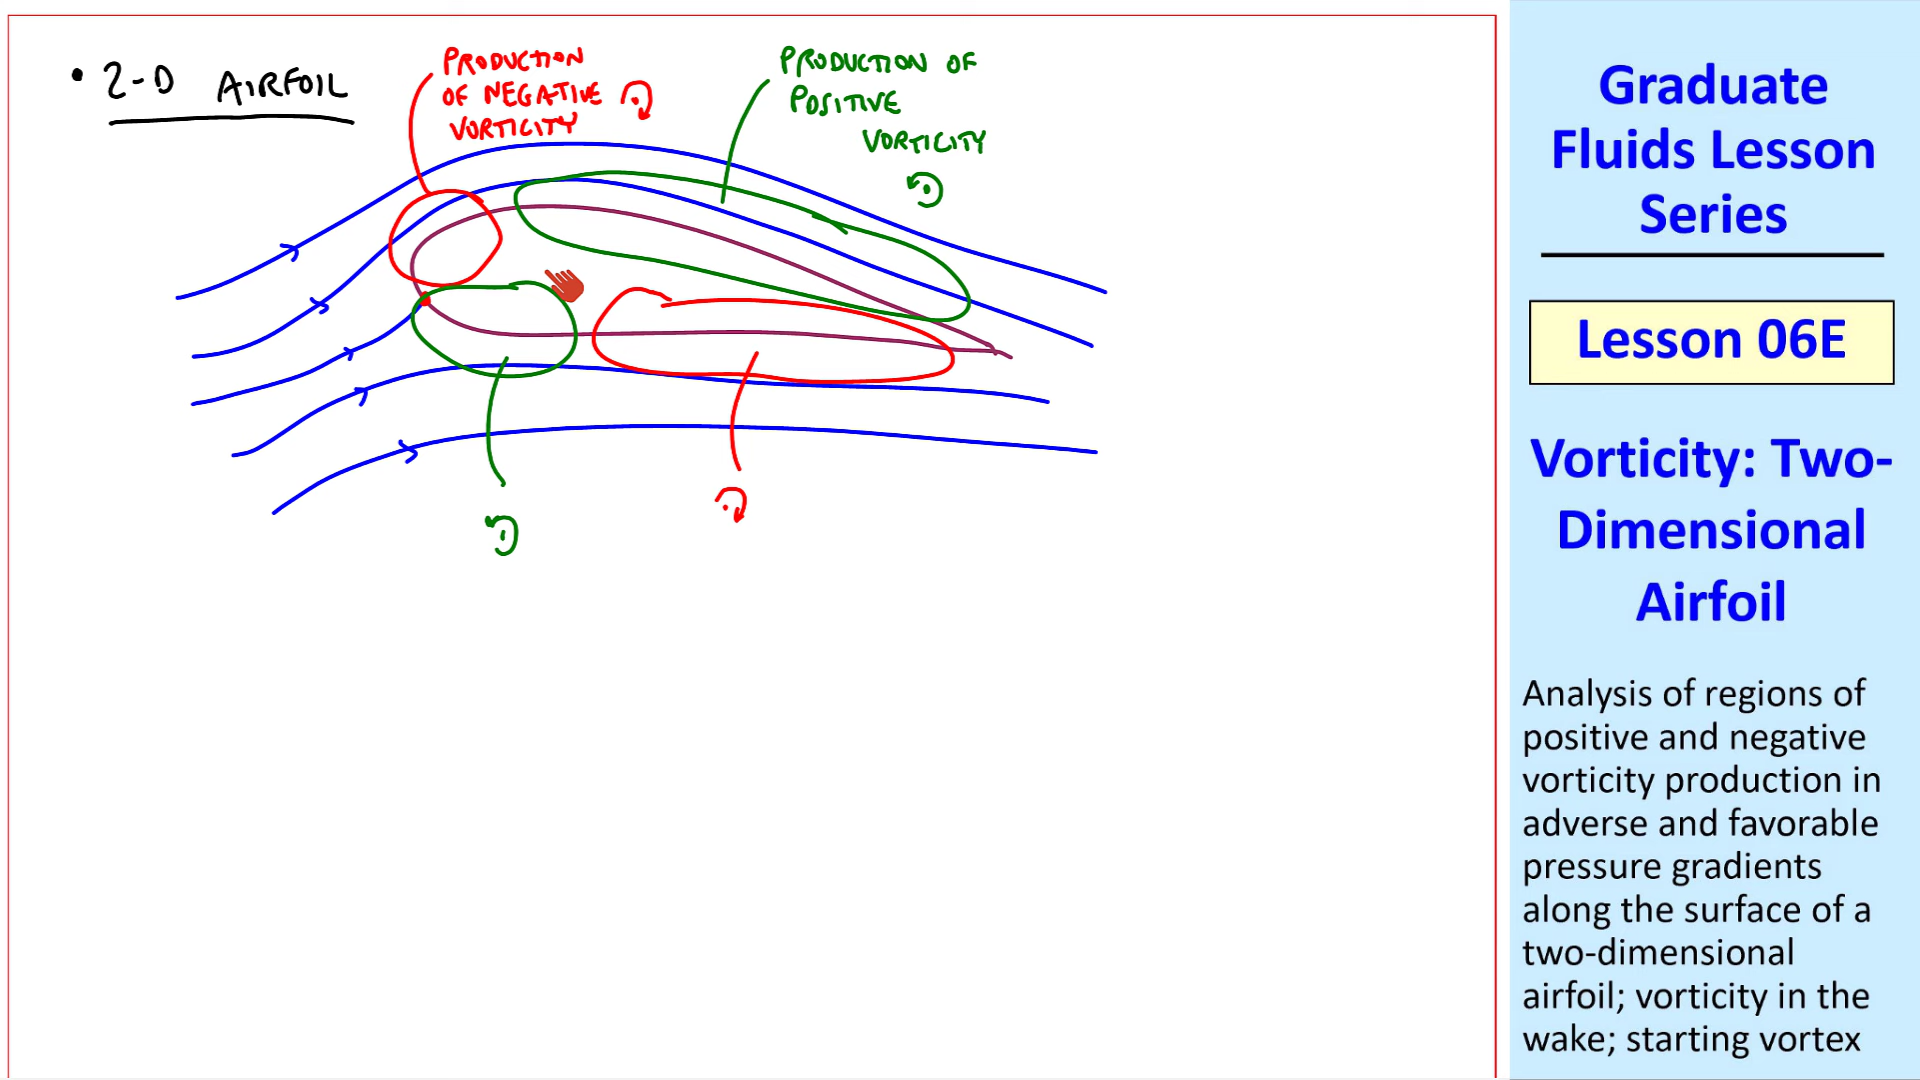 • 2-D AIRFOIL
PRODUCTION
OF NEGATIVE
VORTICITY
PRODUCTION OF
POSITIVE
VORTICITY
Graduate
Fluids Lesson
Series
Lesson 06E
Vorticity: Two-
Dimensional
Airfoil
Analysis of regions of
positive and negative
vorticity production in
adverse and favorable
pressure gradients
along the surface of a
two-dimensional
airfoil; vorticity in the
wake; starting vortex